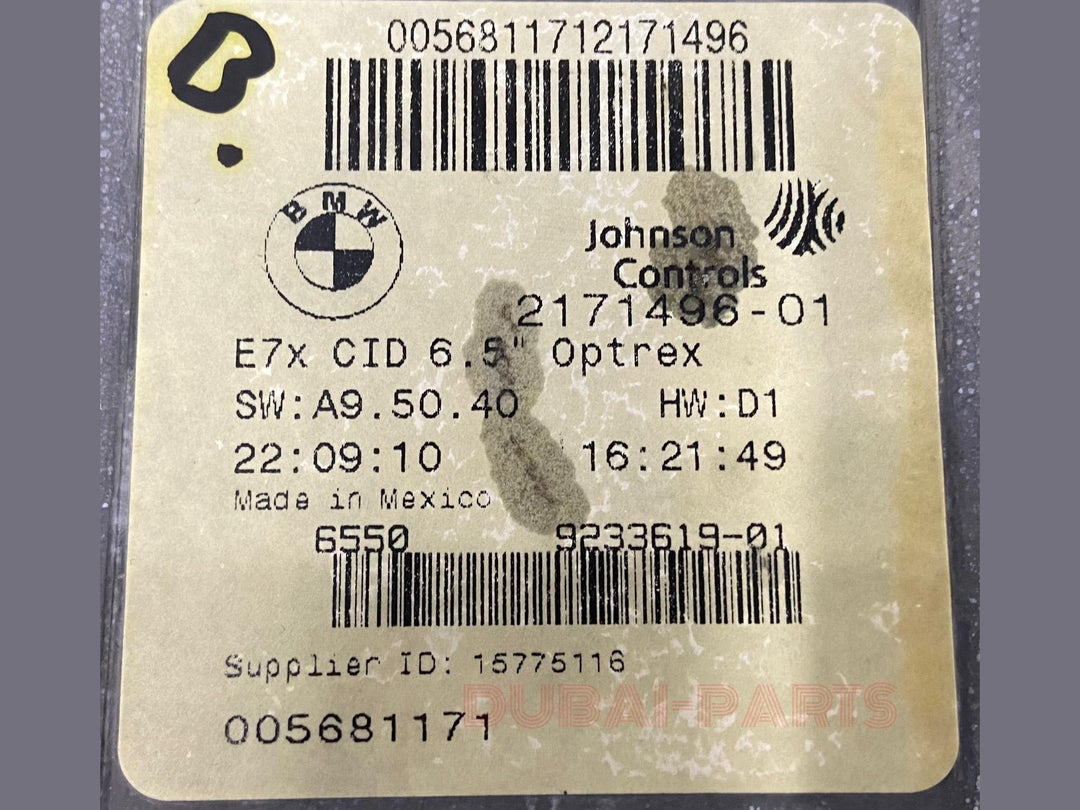 B.
0056811712171496
BMW
Johnson
Controls
2171496-01
E7x CID 6.5" Optrex
SW:A9.50.40 HW:D1
22:09:10 16:21:49
Made in Mexico
6550 9233619-01
Supplier ID: 15775116
DUBAI-PARTS
005681171